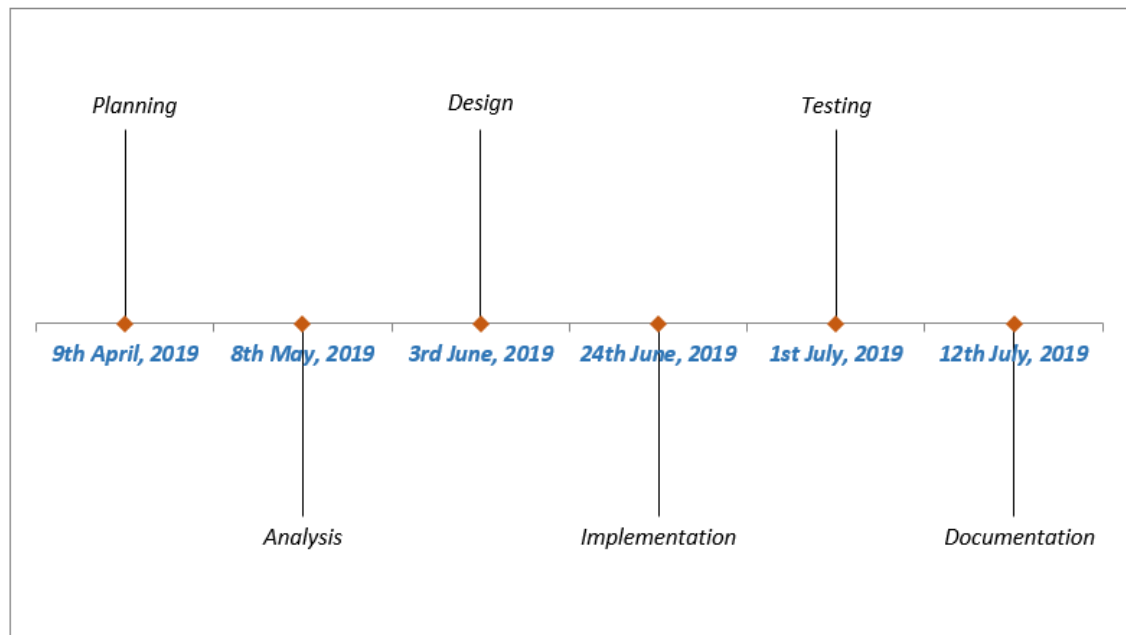 Planning
Design
Testing
9th April, 2019
8th May, 2019
3rd June, 2019
24th June, 2019
1st July, 2019
12th July, 2019
Analysis
Implementation
Documentation